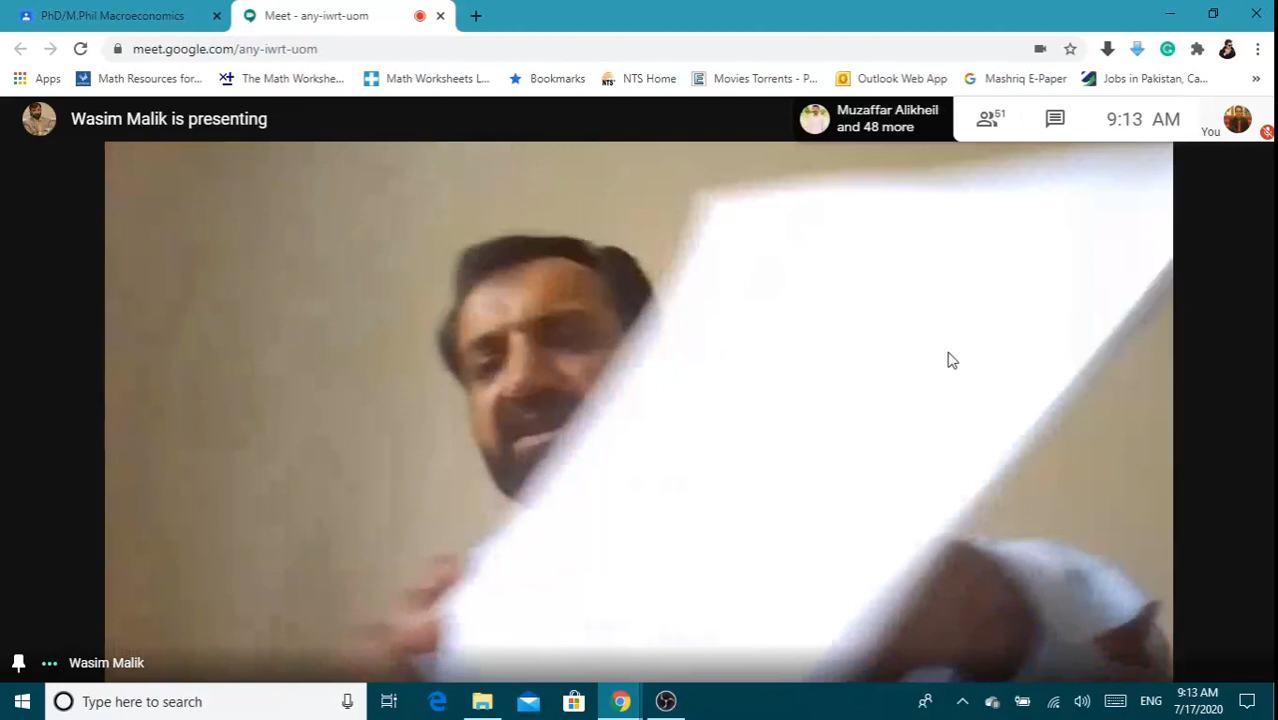 PhD/M.Phil Macroeconomics
Meet - any-iwrt-uom
meet.google.com/any-iwrt-uom
Apps
Math Resources for...
The Math Workshe...
Math Worksheets L...
Bookmarks
NTS
NTS Home
Movies Torrents - P...
Outlook Web App
G
Mashriq E-Paper
Jobs in Pakistan, Ca...
»
Wasim Malik is presenting
Muzaffar Alikheil
and 48 more
51
9:13 AM
You
Wasim Malik
Type here to search
ENG
9:13 AM
7/17/2020